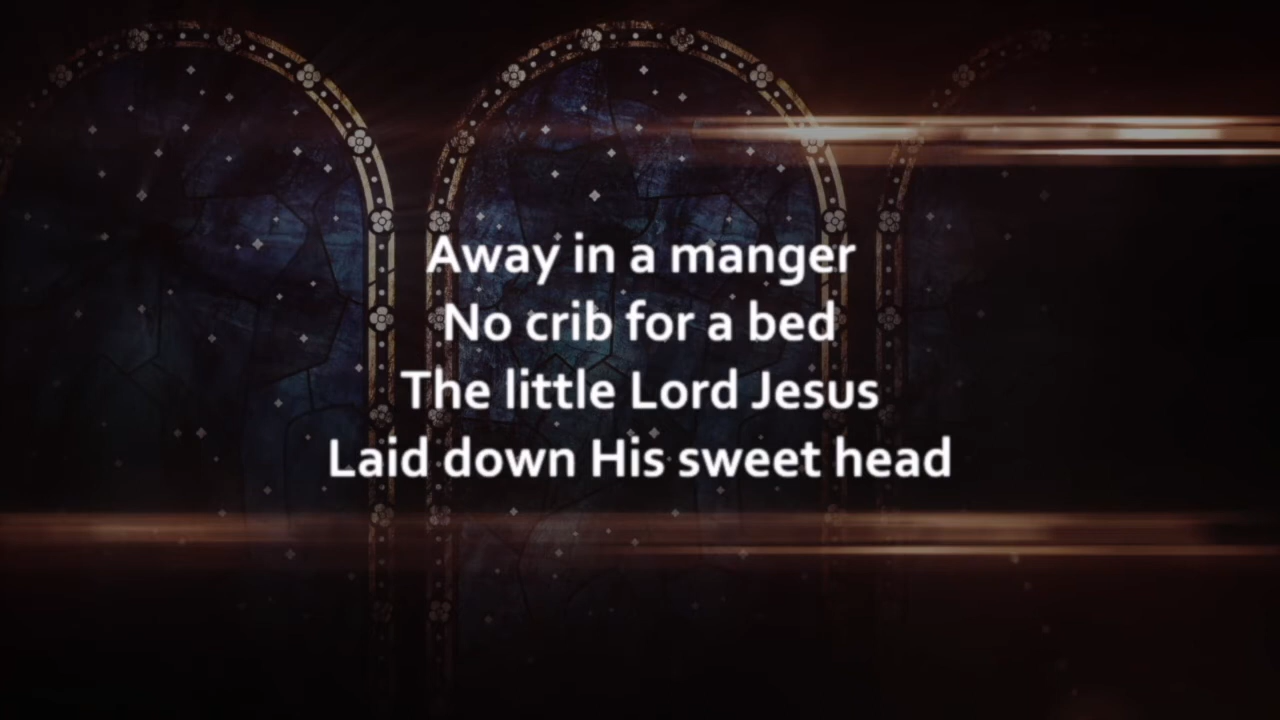 Away in a manger
No crib for a bed
The little Lord Jesus
Laid down His sweet head